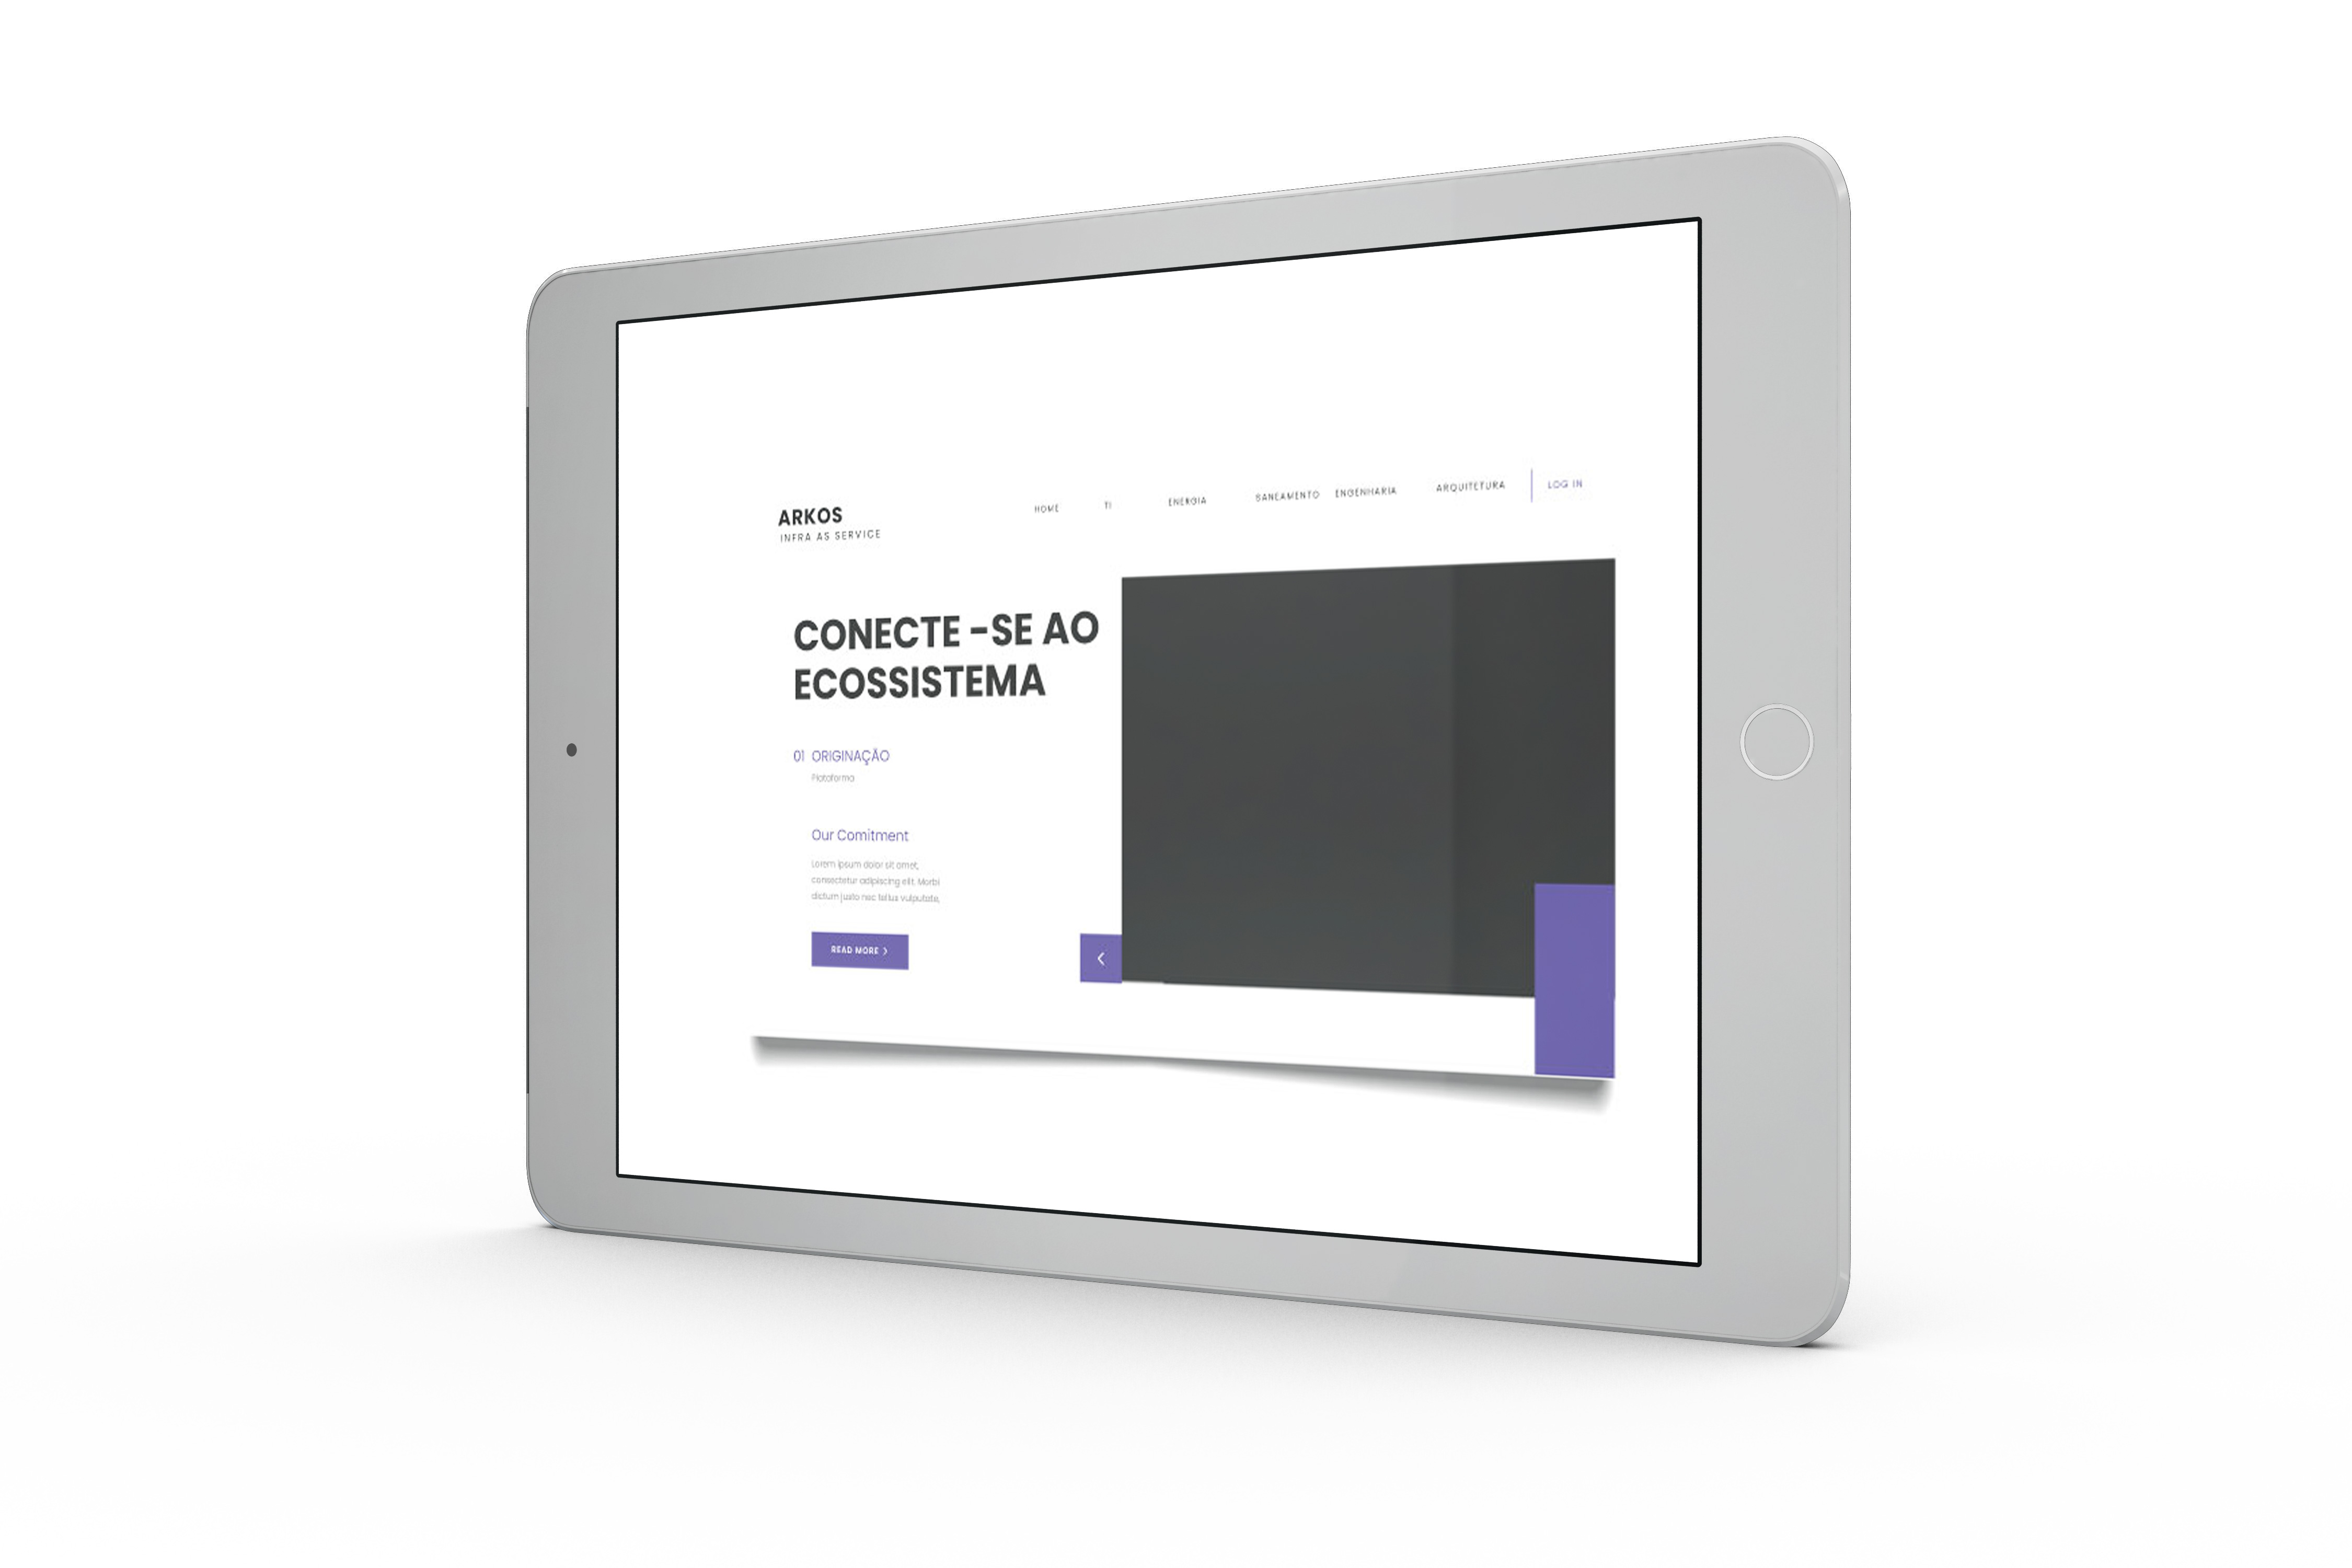 ARKOS
INFRA AS SERVICE
HOME TI ENERGIA SANEAMENTO ENGENHARIA ARQUITETURA LOG IN
CONECTE -SE AO
ECOSSISTEMA
01 ORIGINAÇÃO
Plataforma
Our Comitment
Lorem ipsum dolor sit amet,
consectetur adipiscing elit. Morbi
dictum justo nec tellus vulputate,
READ MORE